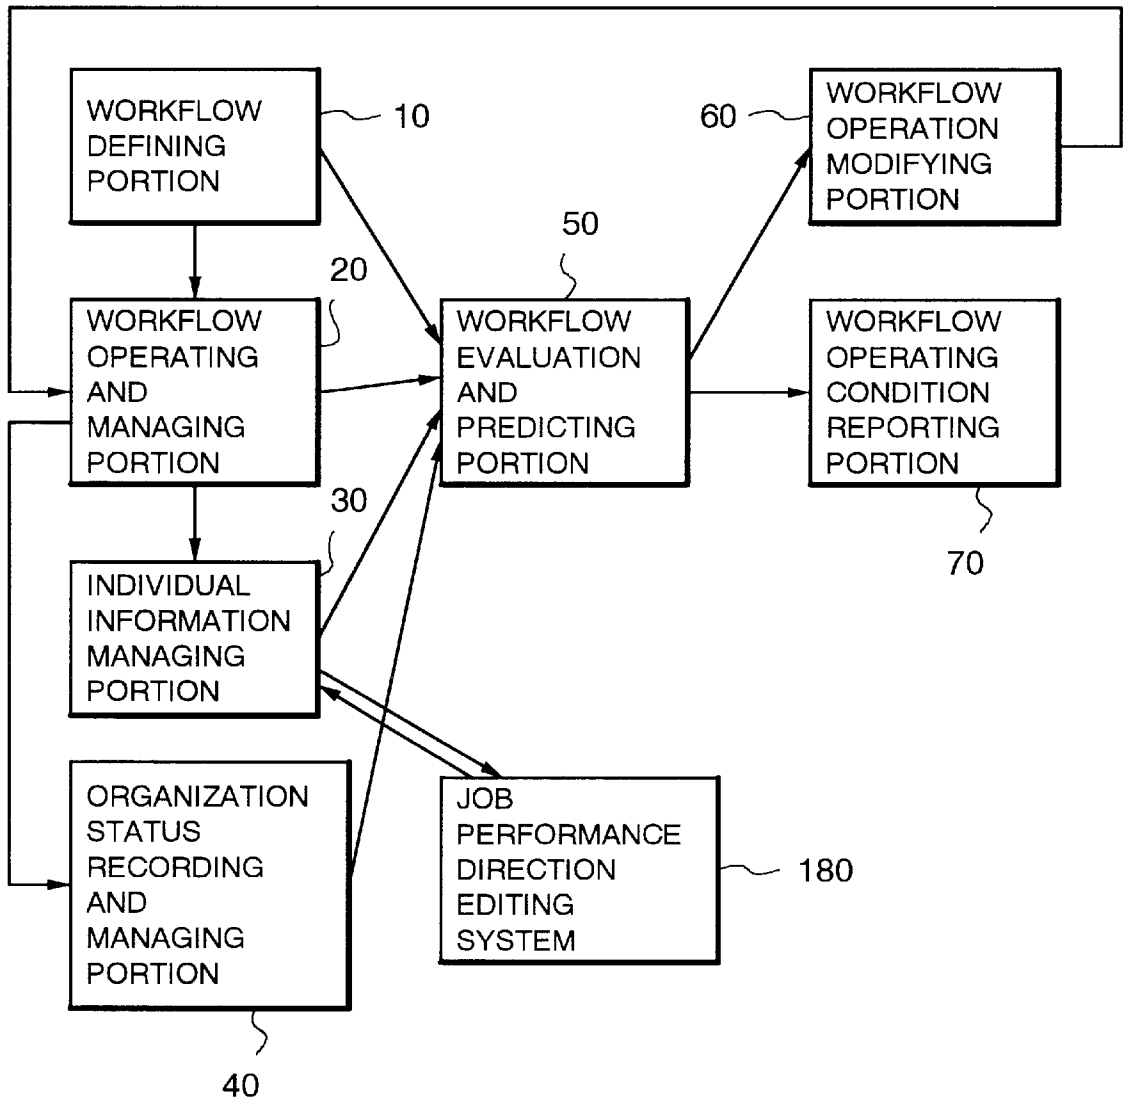 WORKFLOW
DEFINING
PORTION
10
60
WORKFLOW
OPERATION
MODIFYING
PORTION
20
WORKFLOW
OPERATING
AND
MANAGING
PORTION
50
WORKFLOW
EVALUATION
AND
PREDICTING
PORTION
WORKFLOW
OPERATING
CONDITION
REPORTING
PORTION
70
30
INDIVIDUAL
INFORMATION
MANAGING
PORTION
ORGANIZATION
STATUS
RECORDING
AND
MANAGING
PORTION
40
JOB
PERFORMANCE
DIRECTION
EDITING
SYSTEM
180